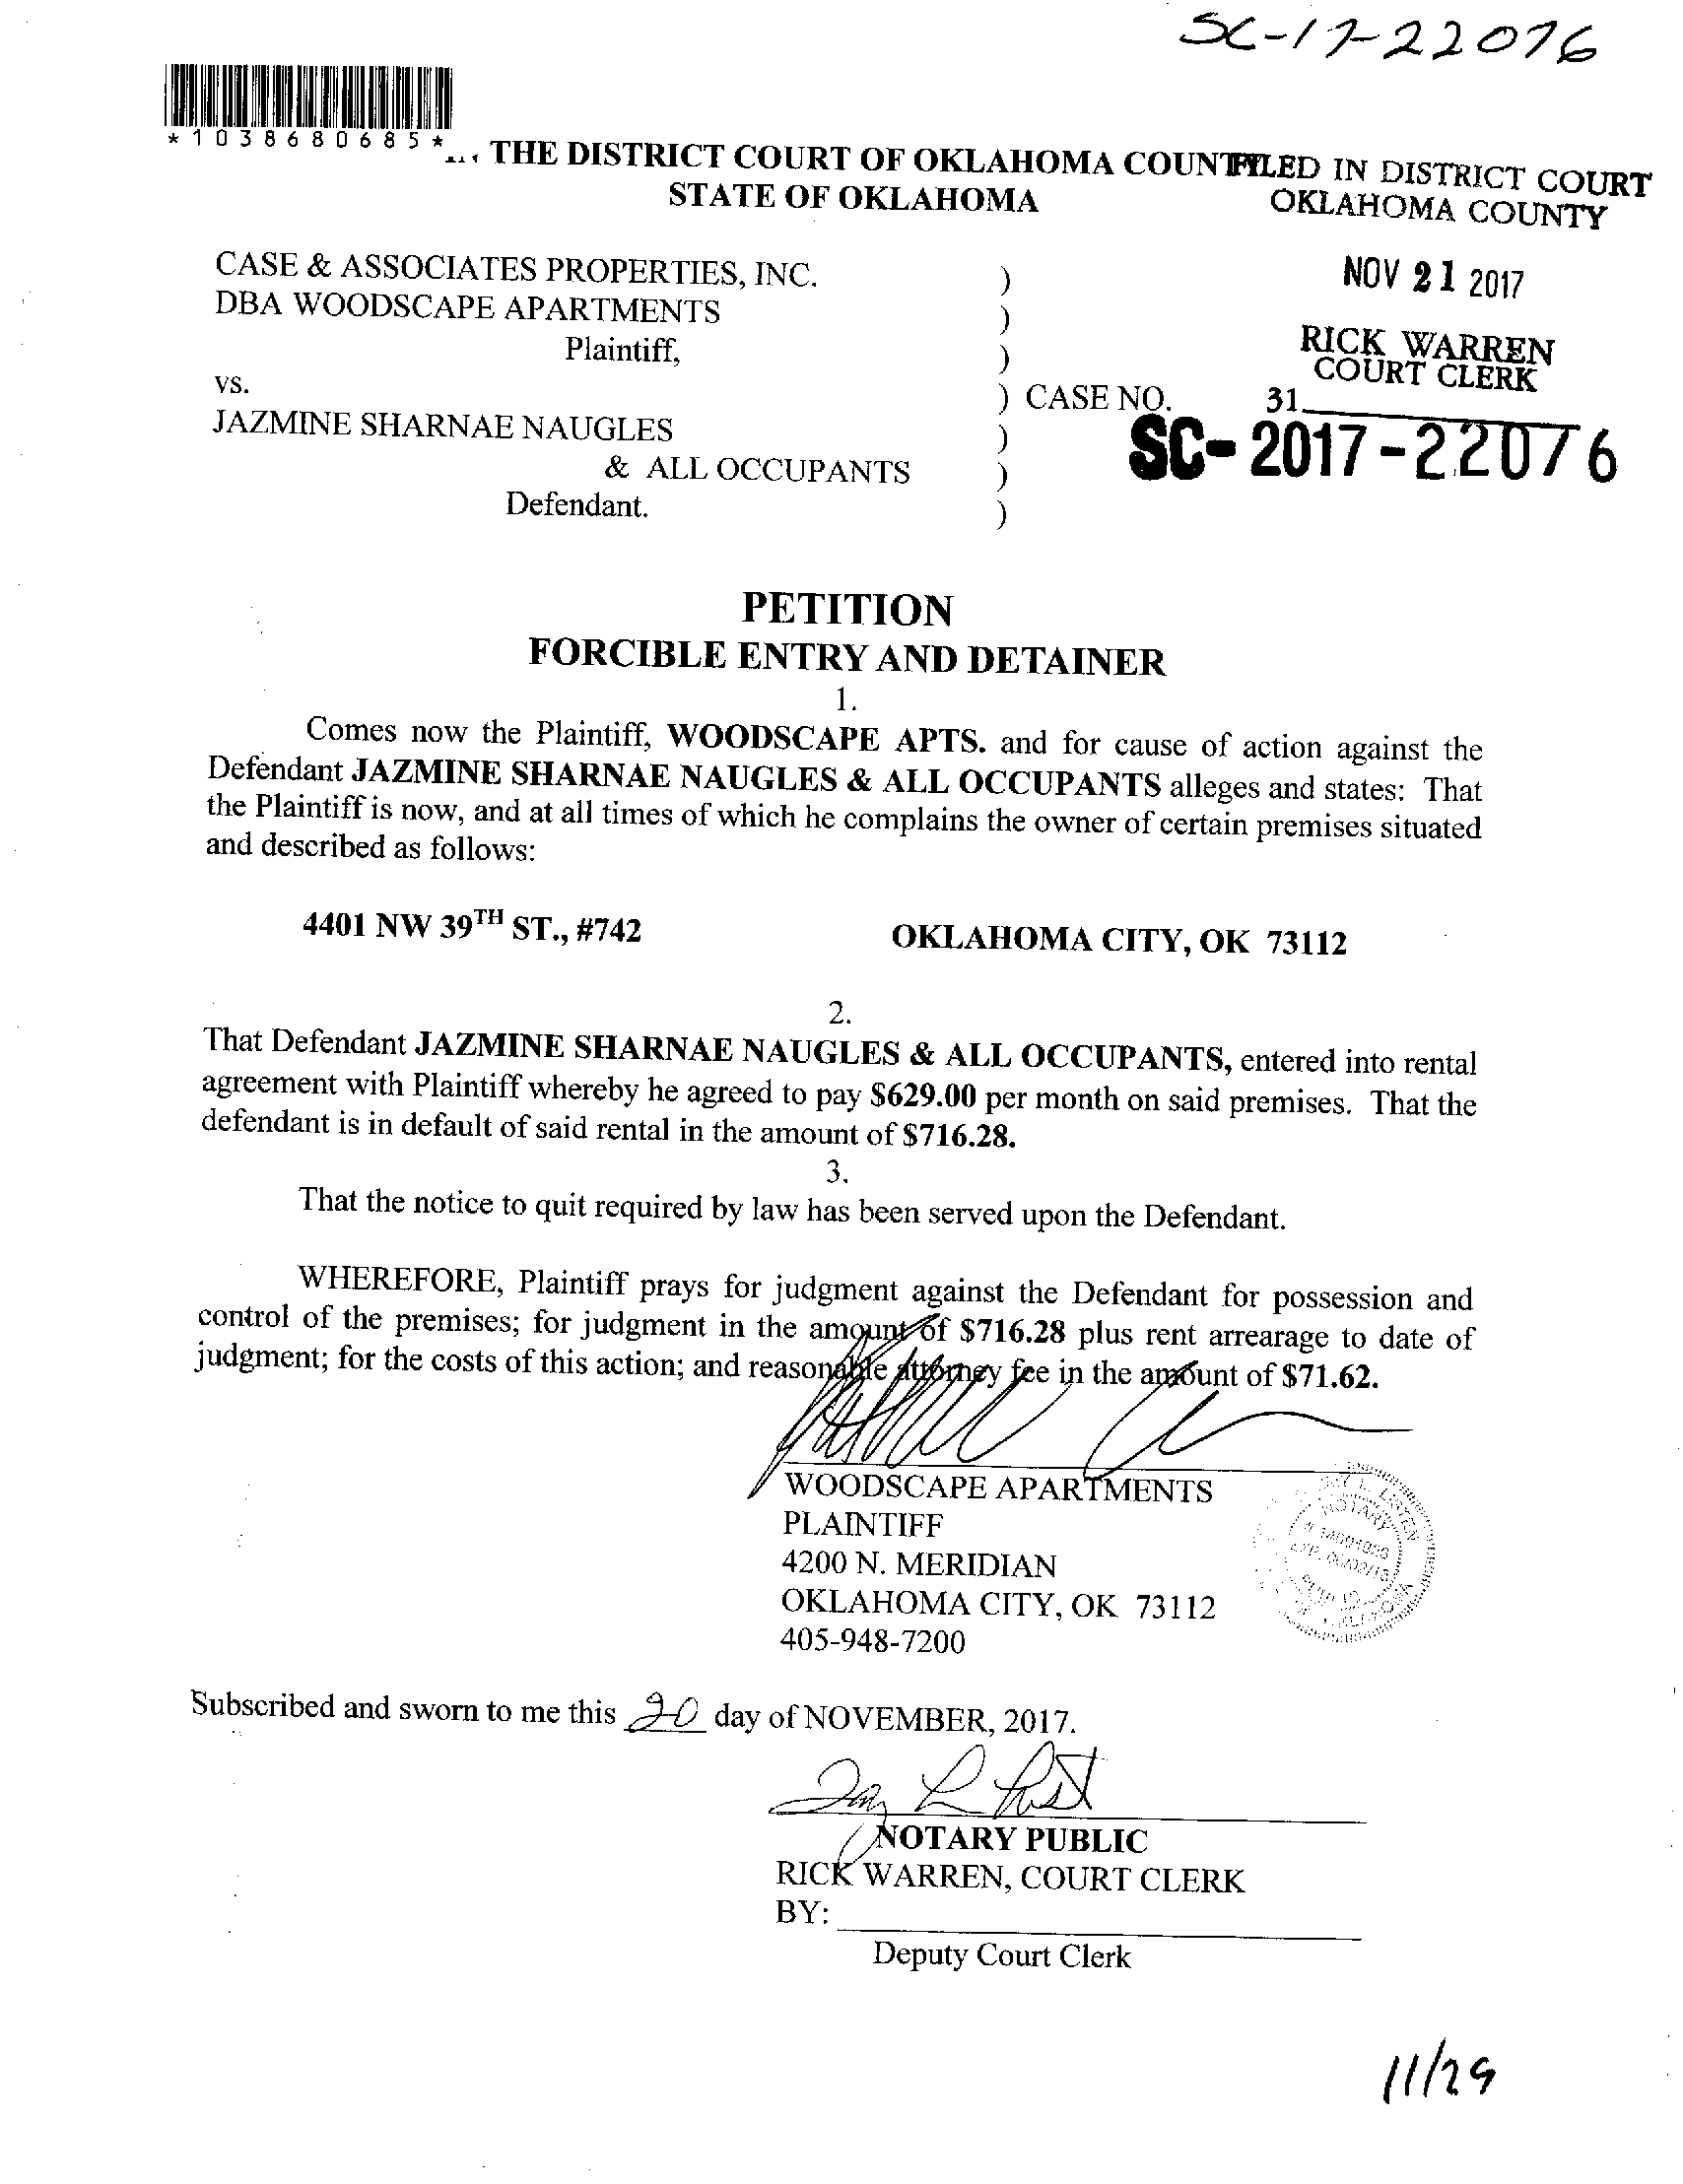 SC-17-22076
*1038680685*
THE DISTRICT COURT OF OKLAHOMA COUNTY
FILED IN DISTRICT COURT
STATE OF OKLAHOMA
OKLAHOMA COUNTY
CASE & ASSOCIATES PROPERTIES, INC. )
NOV 21 2017
DBA WOODSCAPE APARTMENTS )
Plaintiff, )
RICK WARREN
COURT CLERK
vs. ) CASE NO.
31
JAZMINE SHARNAE NAUGLES )
SC-2017-22076
& ALL OCCUPANTS )
Defendant. )
PETITION
FORCIBLE ENTRY AND DETAINER
1.
Comes now the Plaintiff, WOODSCAPE APTS. and for cause of action against the
Defendant JAZMINE SHARNAE NAUGLES & ALL OCCUPANTS alleges and states: That
the Plaintiff is now, and at all times of which he complains the owner of certain premises situated
and described as follows:
4401 NW 39TH ST., #742 OKLAHOMA CITY, OK 73112
2.
That Defendant JAZMINE SHARNAE NAUGLES & ALL OCCUPANTS, entered into rental
agreement with Plaintiff whereby he agreed to pay $629.00 per month on said premises. That the
defendant is in default of said rental in the amount of $716.28.
3.
That the notice to quit required by law has been served upon the Defendant.
WHEREFORE, Plaintiff prays for judgment against the Defendant for possession and
control of the premises; for judgment in the amount of $716.28 plus rent arrearage to date of
judgment; for the costs of this action; and reasonable attorney fee in the amount of $71.62.
WOODSCAPE APARTMENTS
PLAINTIFF
4200 N. MERIDIAN
OKLAHOMA CITY, OK 73112
405-948-7200
NOTARY
Subscribed and sworn to me this 20 day of NOVEMBER, 2017.
NOTARY PUBLIC
RICK WARREN, COURT CLERK
BY:
Deputy Court Clerk
11/29